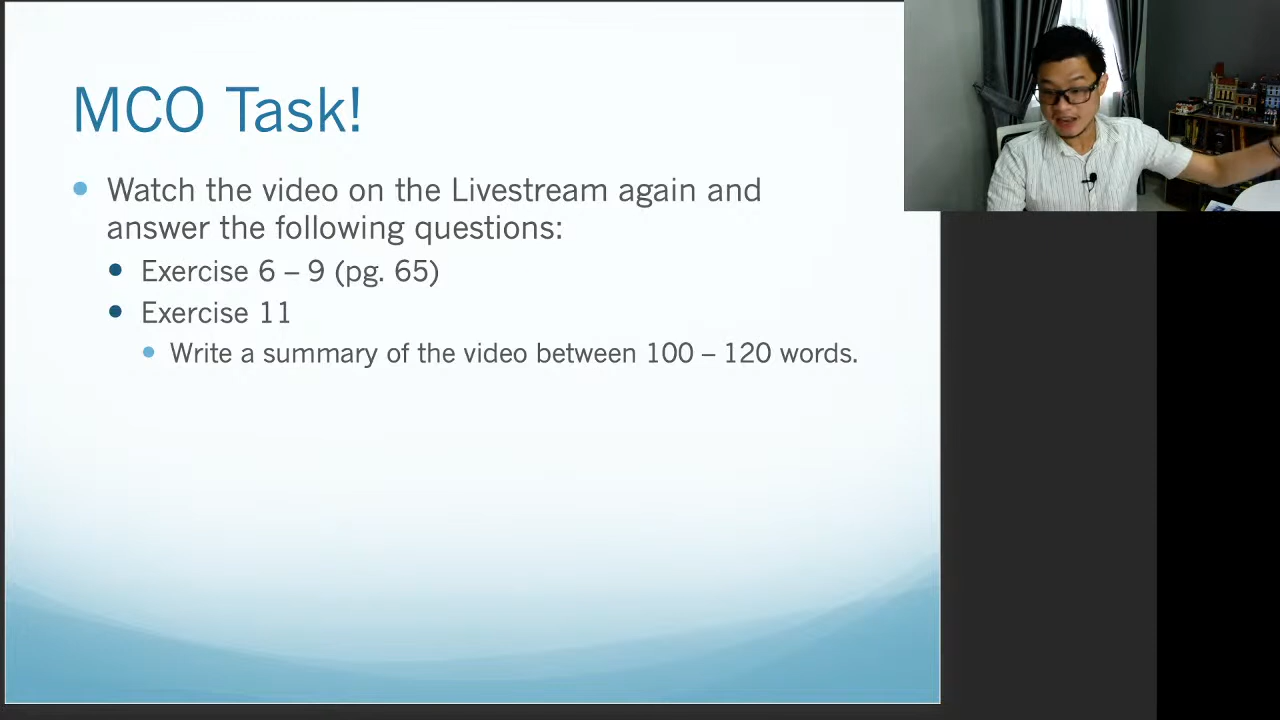 MCO Task!
Watch the video on the Livestream again and
answer the following questions:
Exercise 6 – 9 (pg. 65)
Exercise 11
Write a summary of the video between 100 – 120 words.